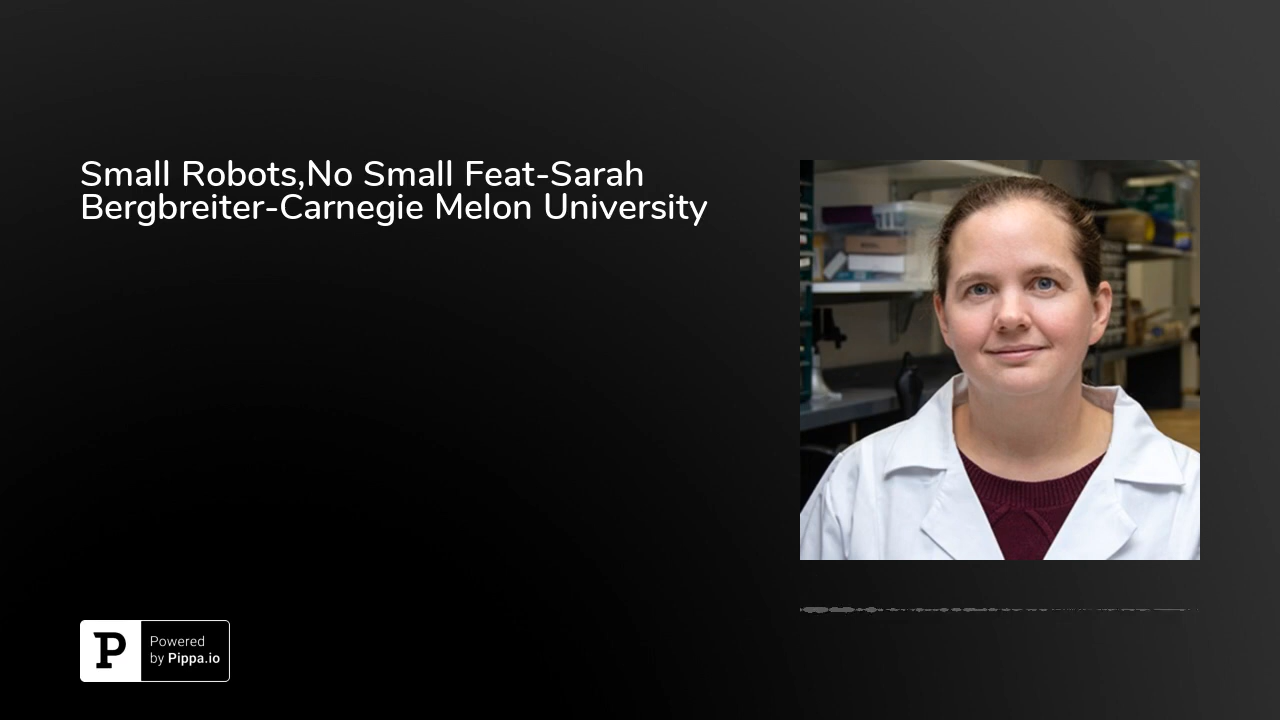 Small Robots,No Small Feat-Sarah
Bergbreiter-Carnegie Melon University
P
Powered
by Pippa.io